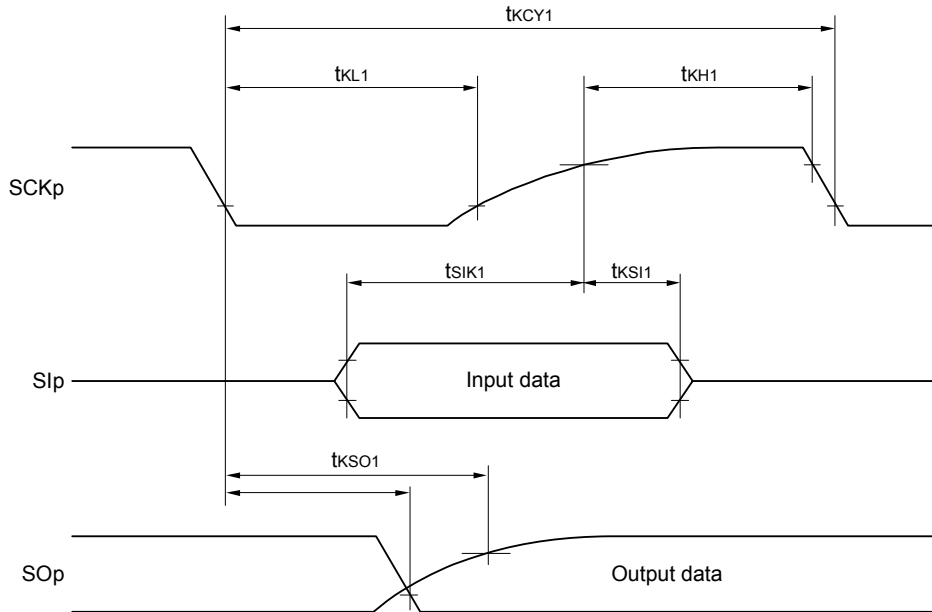 tKCY1
tKL1
tKH1
SCKp
tSIK1
tKSI1
SIp
Input data
tKSO1
SOp
Output data